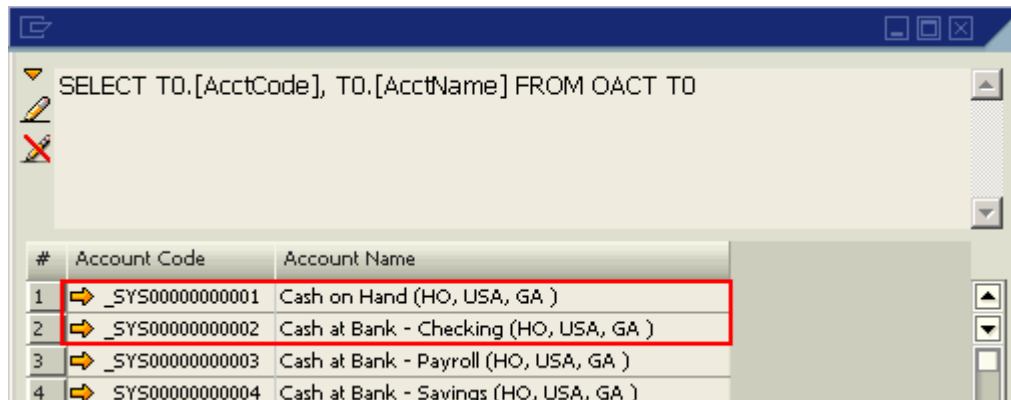 SELECT T0.[AcctCode], T0.[AcctName] FROM OACT T0
# Account Code Account Name
1 _SYS00000000001 Cash on Hand (HO, USA, GA )
2 _SYS00000000002 Cash at Bank - Checking (HO, USA, GA )
3 _SYS00000000003 Cash at Bank - Payroll (HO, USA, GA )
4 _SYS00000000004 Cash at Bank - Savings (HO, USA, GA )